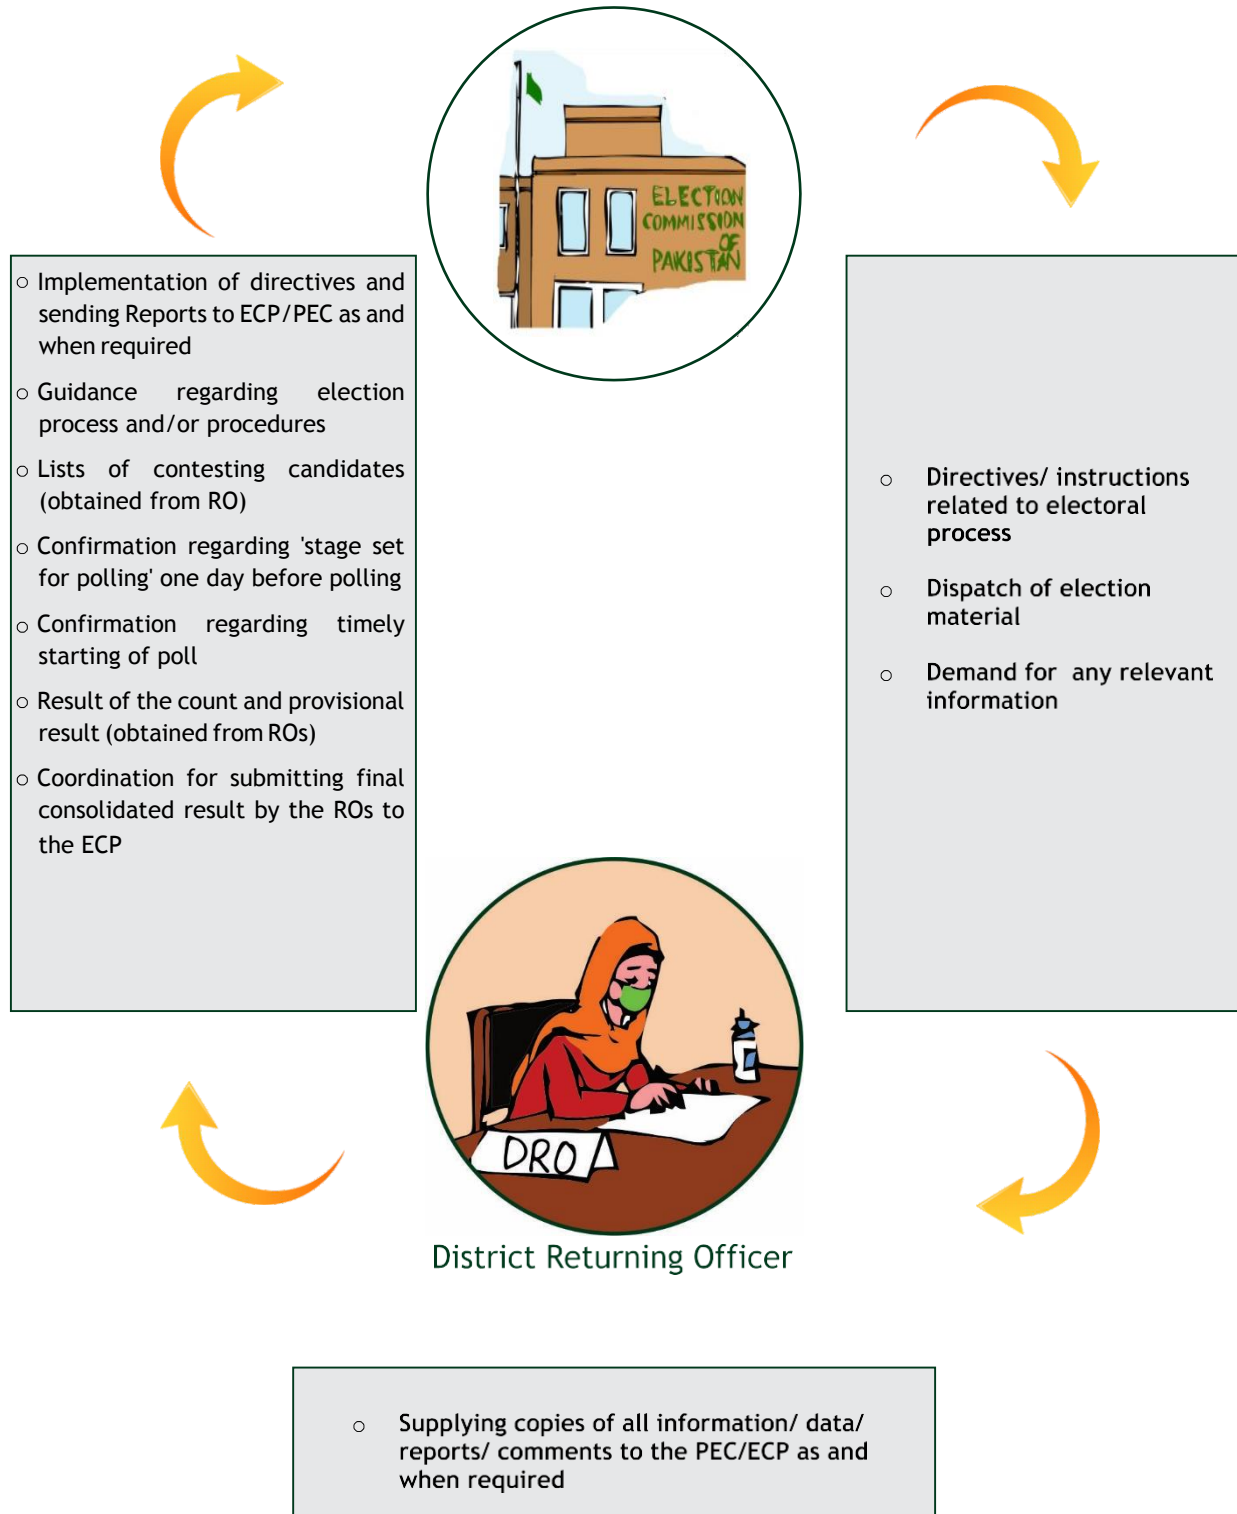 ELECTION
COMMISSION
OF
PAKISTAN
○ Implementation of directives and
sending Reports to ECP/PEC as and
when required
○ Guidance regarding election
process and/or procedures
○ Lists of contesting candidates
(obtained from RO)
○ Confirmation regarding 'stage set
for polling' one day before polling
○ Confirmation regarding timely
starting of poll
○ Result of the count and provisional
result (obtained from ROs)
○ Coordination for submitting final
consolidated result by the ROs to
the ECP
○ Directives/ instructions
related to electoral
process
○ Dispatch of election
material
○ Demand for any relevant
information
DRO
District Returning Officer
○ Supplying copies of all information/ data/
reports/ comments to the PEC/ECP as and
when required